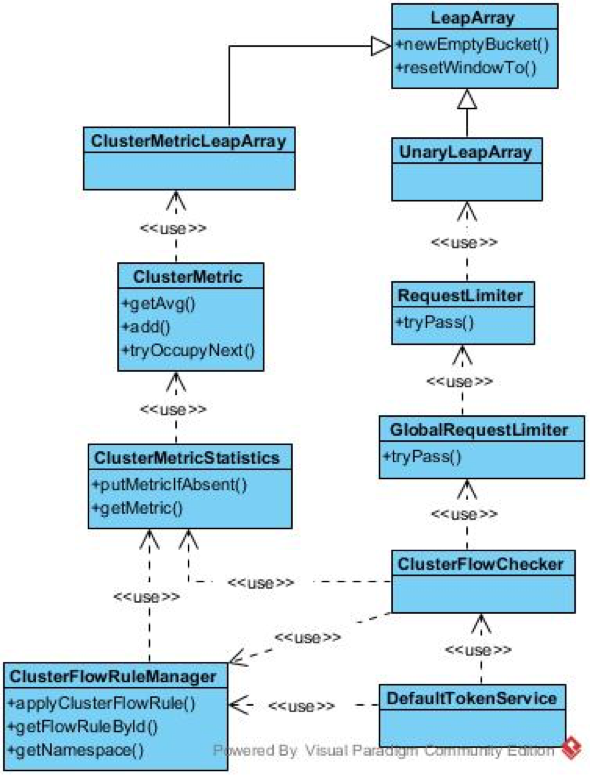 LeapArray
+newEmptyBucket()
+resetWindowTo()
ClusterMetricLeapArray
UnaryLeapArray
<<use>>
<<use>>
ClusterMetric
+getAvg()
+add()
+tryOccupyNext()
RequestLimiter
+tryPass()
<<use>>
<<use>>
GlobalRequestLimiter
+tryPass()
ClusterMetricStatistics
+putMetricIfAbsent()
+getMetric()
<<use>>
ClusterFlowChecker
<<use>>
<<use>>
<<use>>
<<use>>
ClusterFlowRuleManager
+applyClusterFlowRule()
+getFlowRuleById()
+getNamespace()
<<use>>
DefaultTokenService
Powered By Visual Paradigm Community Edition